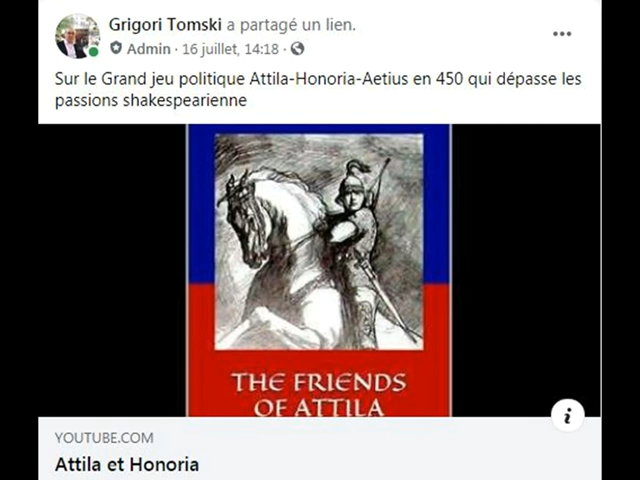 Grigori Tomski a partagé un lien.
Admin · 16 juillet, 14:18 ·
Sur le Grand jeu politique Attila-Honoria-Aetius en 450 qui dépasse les
passions shakespearienne
THE FRIENDS
OF ATTILA
YOUTUBE.COM
Attila et Honoria